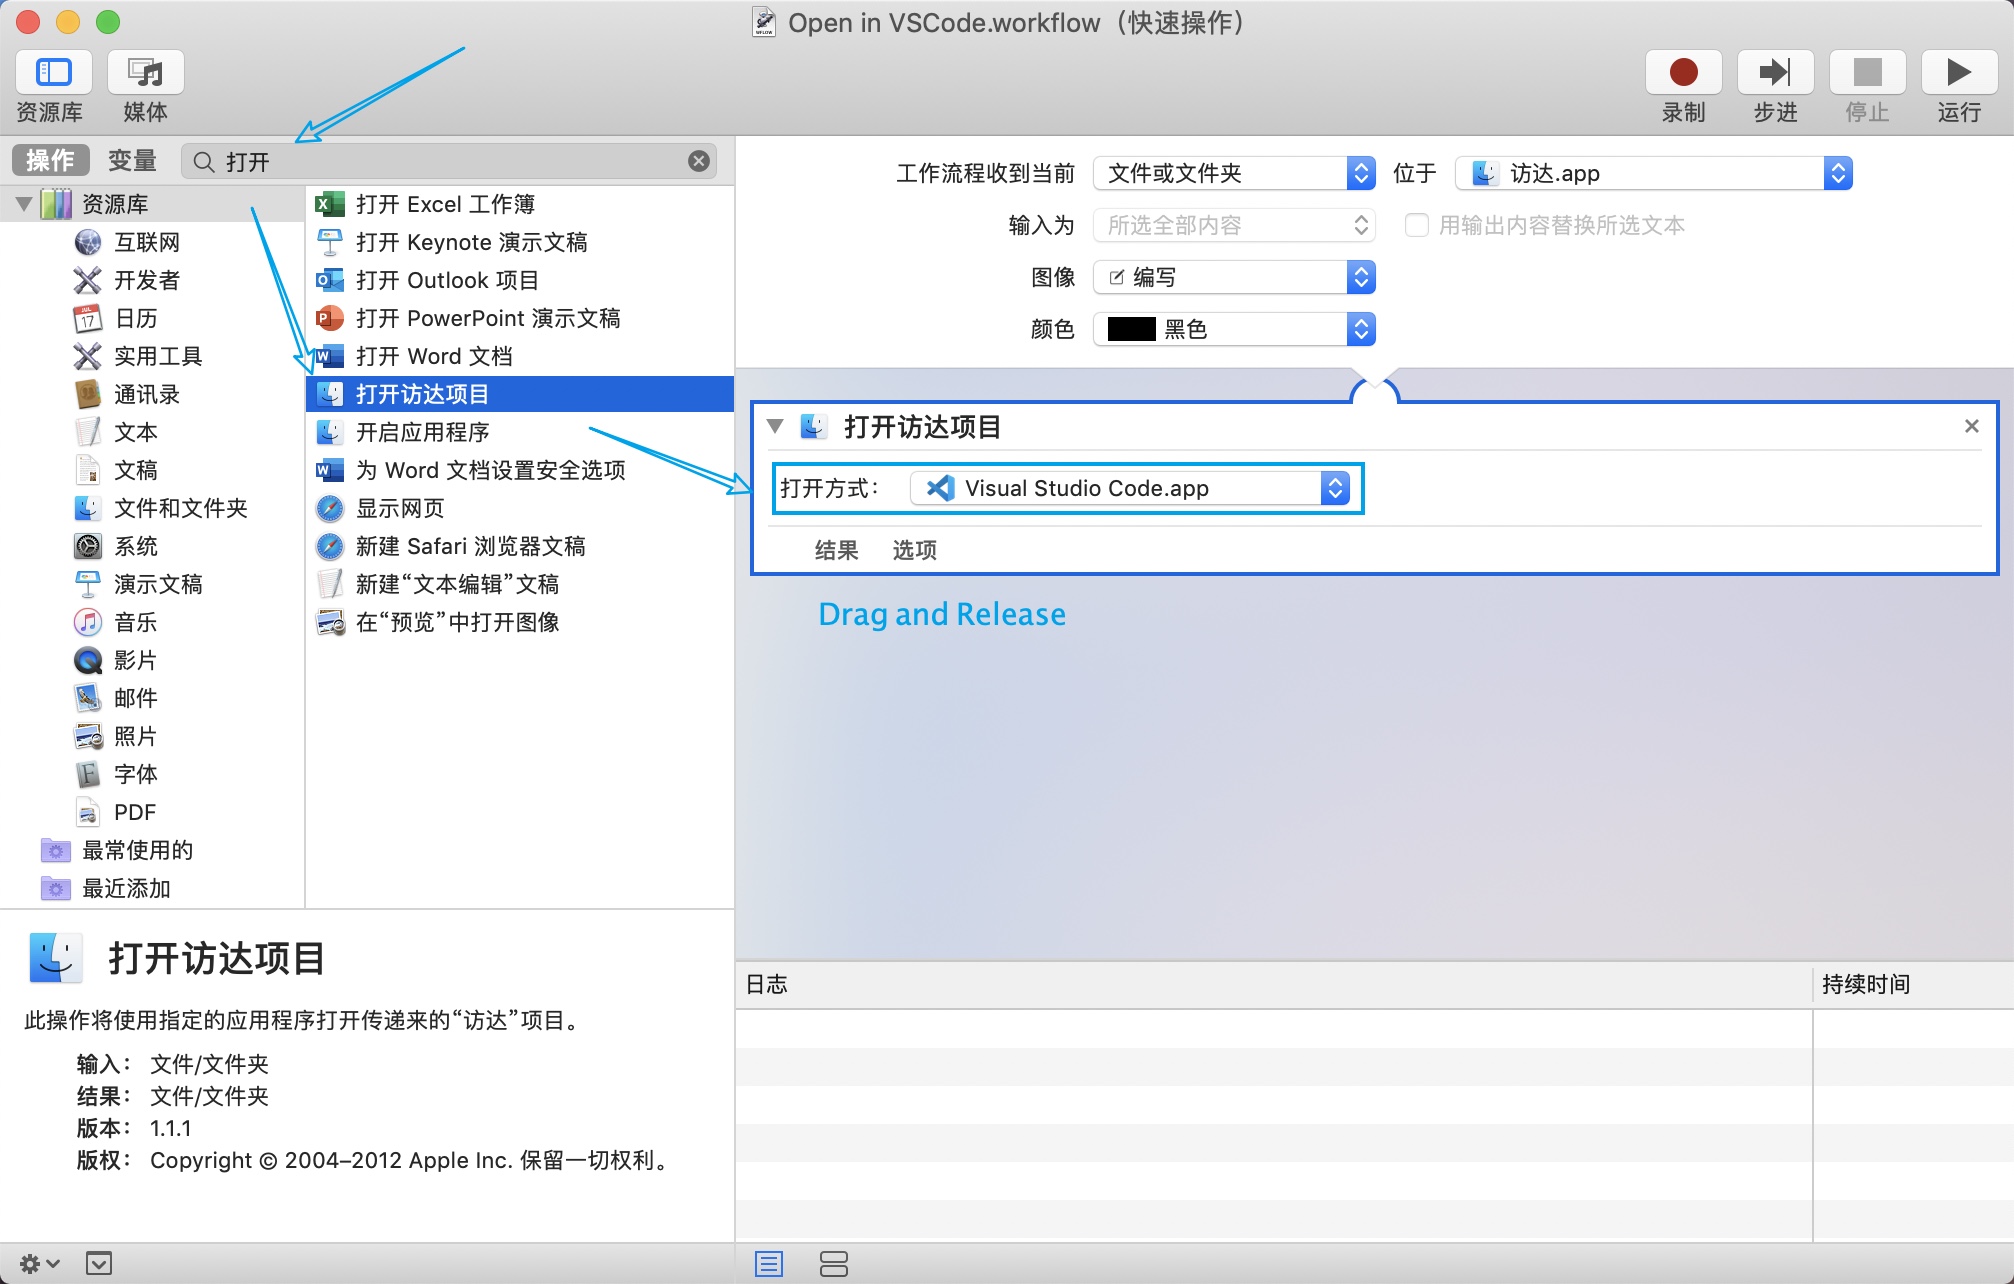 Open in VSCode.workflow（快速操作）
资源库
媒体
录制
步进
停止
运行
操作
变量
打开
资源库
互联网
开发者
日历
实用工具
通讯录
文本
文稿
文件和文件夹
系统
演示文稿
音乐
影片
邮件
照片
字体
PDF
最常使用的
最近添加
打开 Excel 工作簿
打开 Keynote 演示文稿
打开 Outlook 项目
打开 PowerPoint 演示文稿
打开 Word 文档
打开访达项目
开启应用程序
为 Word 文档设置安全选项
显示网页
新建 Safari 浏览器文稿
新建“文本编辑”文稿
在“预览”中打开图像
工作流程收到当前 文件或文件夹 位于 访达.app
输入为 所选全部内容 用输出内容替换所选文本
图像 编写
颜色 黑色
打开访达项目
打开方式： Visual Studio Code.app
结果 选项
Drag and Release
打开访达项目
此操作将使用指定的应用程序打开传递来的“访达”项目。
输入： 文件/文件夹
结果： 文件/文件夹
版本： 1.1.1
版权： Copyright © 2004–2012 Apple Inc. 保留一切权利。
日志 持续时间